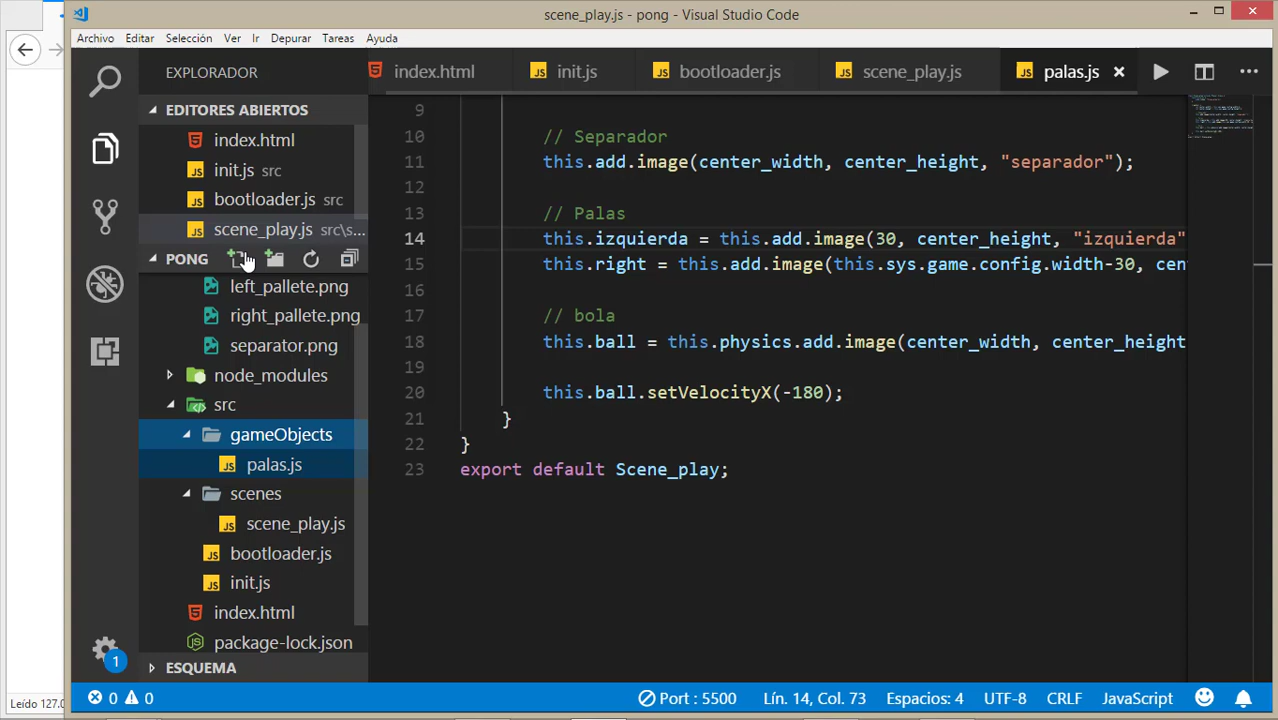 scene_play.js - pong - Visual Studio Code
Archivo Editar Selección Ver Ir Depurar Tareas Ayuda
EXPLORADOR
index.html
init.js
bootloader.js
scene_play.js
palas.js
EDITORES ABIERTOS
index.html
init.js src
bootloader.js src
scene_play.js src\s...
PONG
left_pallete.png
right_pallete.png
separator.png
node_modules
src
gameObjects
palas.js
scenes
scene_play.js
bootloader.js
init.js
index.html
package-lock.json
ESQUEMA
1
9
10 // Separador
11 this.add.image(center_width, center_height, "separador");
12
13 // Palas
14 this.izquierda = this.add.image(30, center_height, "izquierda"
15 this.right = this.add.image(this.sys.game.config.width-30, cen
16
17 // bola
18 this.ball = this.physics.add.image(center_width, center_height
19
20 this.ball.setVelocityX(-180);
21 }
22 }
23 export default Scene_play;
Leído 127.0
0 0 Port : 5500 Lín. 14, Col. 73 Espacios: 4 UTF-8 CRLF JavaScript